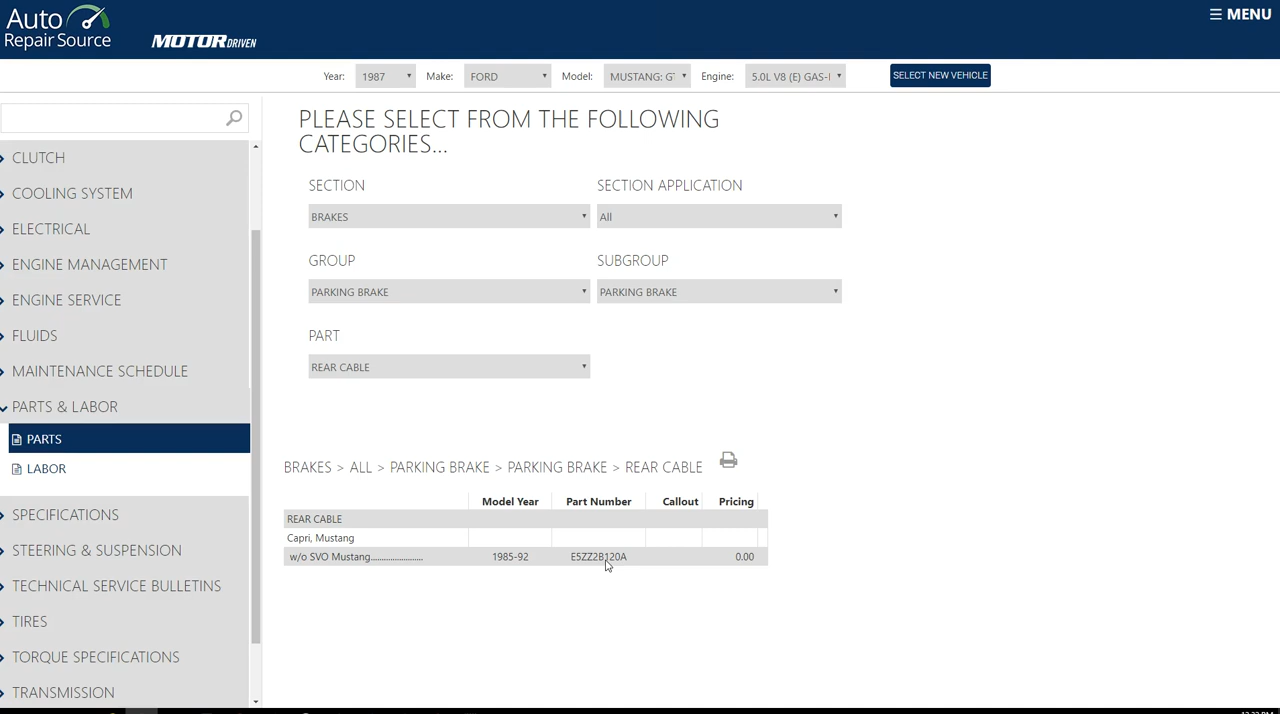 Auto
Repair Source
MOTOR DRIVEN
☰ MENU
Year: 1987 Make: FORD Model: MUSTANG: GT Engine: 5.0L V8 (E) GAS-I SELECT NEW VEHICLE
PLEASE SELECT FROM THE FOLLOWING
CATEGORIES...
SECTION SECTION APPLICATION
BRAKES All
GROUP SUBGROUP
PARKING BRAKE PARKING BRAKE
PART
REAR CABLE
CLUTCH
COOLING SYSTEM
ELECTRICAL
ENGINE MANAGEMENT
ENGINE SERVICE
FLUIDS
MAINTENANCE SCHEDULE
PARTS & LABOR
PARTS
LABOR
SPECIFICATIONS
STEERING & SUSPENSION
TECHNICAL SERVICE BULLETINS
TIRES
TORQUE SPECIFICATIONS
TRANSMISSION
BRAKES > ALL > PARKING BRAKE > PARKING BRAKE > REAR CABLE
Model Year Part Number Callout Pricing
REAR CABLE
Capri, Mustang
w/o SVO Mustang....................... 1985-92 E5ZZ2B120A 0.00